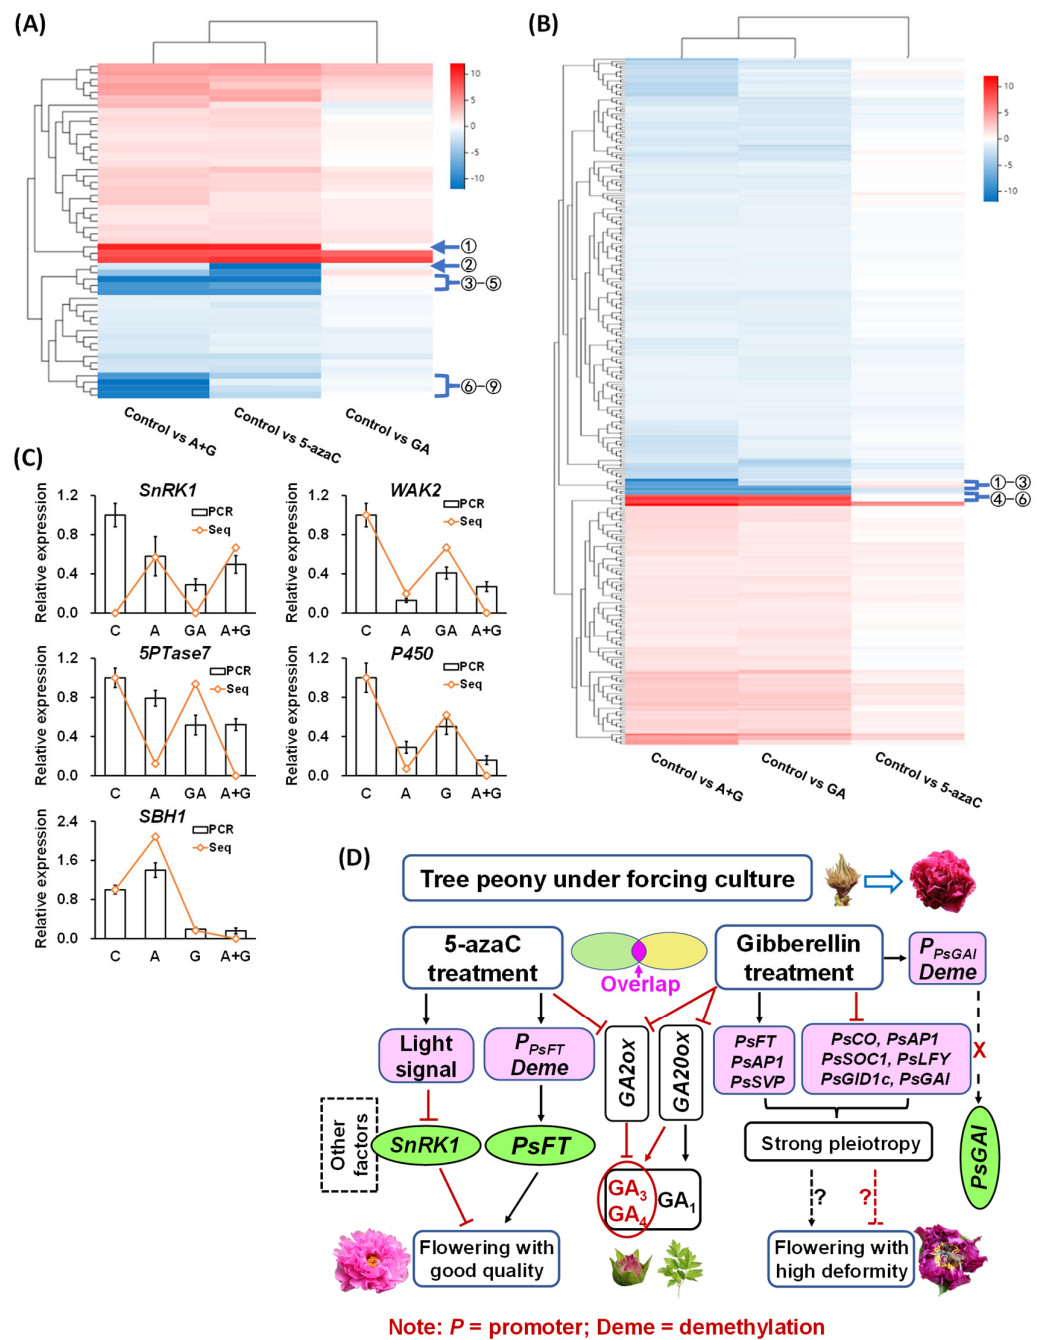 (A)
10
5
0
-5
-10
①
②
③-⑤
⑥-⑨
Control vs A+G
Control vs 5-azaC
Control vs GA
(B)
10
5
0
-5
-10
①-③
④-⑥
Control vs A+G
Control vs GA
Control vs 5-azaC
(C)
SnRK1
Relative expression
1.2
0.8
0.4
0.0
PCR
Seq
C A GA A+G
WAK2
Relative expression
1.2
0.8
0.4
0.0
PCR
Seq
C A GA A+G
5PTase7
Relative expression
1.2
0.8
0.4
0.0
PCR
Seq
C A GA A+G
P450
Relative expression
1.2
0.8
0.4
0.0
PCR
Seq
C A G A+G
SBH1
Relative expression
2.4
1.6
0.8
0.0
PCR
Seq
C A G A+G
(D)
Tree peony under forcing culture
5-azaC
treatment
Overlap
Gibberellin
treatment
P PsGAI
Deme
Light
signal
P PsFT
Deme
GA2ox
GA20ox
PsFT
PsAP1
PsSVP
PsCO, PsAP1
PsSOC1, PsLFY
PsGID1c, PsGAI
X
Other
factors
SnRK1
PsFT
Strong pleiotropy
PsGAI
GA3
GA4
GA1
?
?
Flowering with
good quality
Flowering with
high deformity
Note: P = promoter; Deme = demethylation